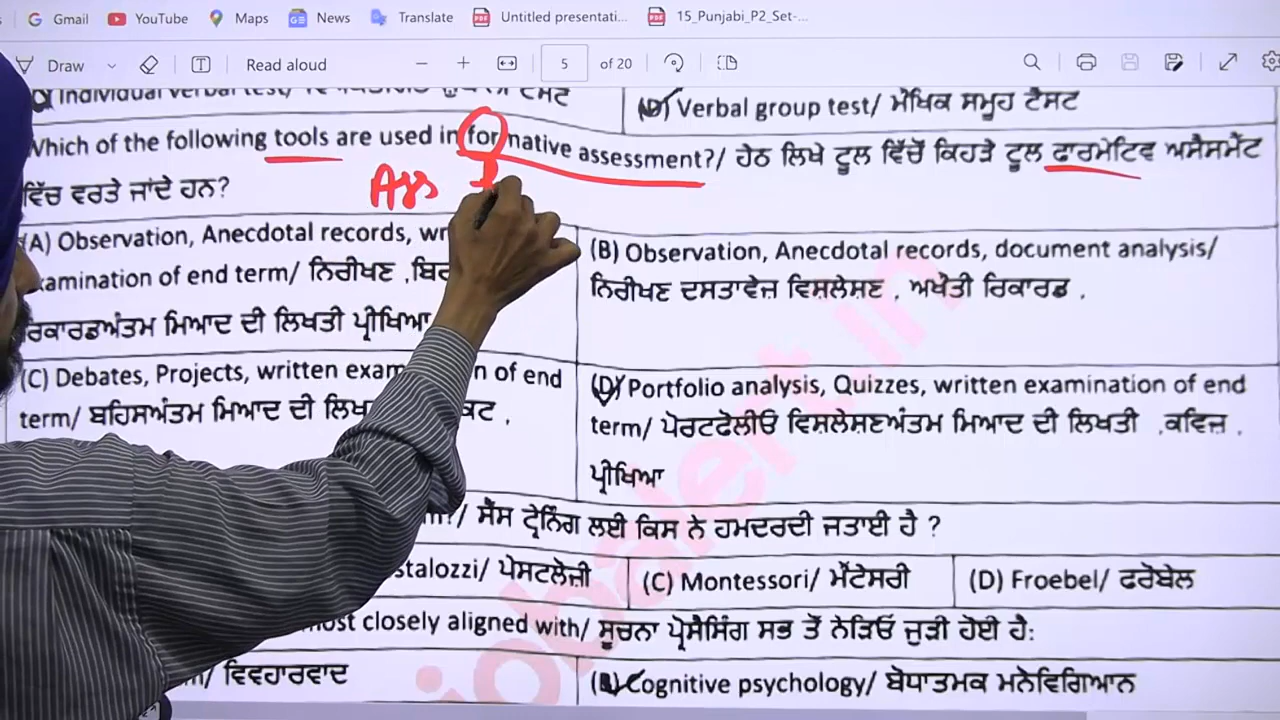 Gmail YouTube Maps News Translate Untitled presentati... 15_Punjabi_P2_Set-...
Draw Read aloud 5 of 20
Individual verbal test/
(D) Verbal group test/ ਮੌਖਿਕ ਸਮੂਹ ਟੈਸਟ
Which of the following tools are used in formative assessment?/ ਹੇਠ ਲਿਖੇ ਟੂਲ ਵਿੱਚੋਂ ਕਿਹੜੇ ਟੂਲ ਫਾਰਮੇਟਿਵ ਅਸੈਸਮੈਂਟ
ਵਿੱਚ ਵਰਤੇ ਜਾਂਦੇ ਹਨ?
(A) Observation, Anecdotal records,
examination of end term/ ਨਿਰੀਖਣ ,
ਰਿਕਾਰਡਅੰਤਮ ਮਿਆਦ ਦੀ ਲਿਖਤੀ ਪ੍ਰੀਖਿਆ
(B) Observation, Anecdotal records, document analysis/
ਨਿਰੀਖਣ ਦਸਤਾਵੇਜ਼ ਵਿਸ਼ਲੇਸ਼ਣ , ਅਖੌਤੀ ਰਿਕਾਰਡ .
(C) Debates, Projects, written n of end
term/ ਬਹਿਸਅੰਤਮ ਮਿਆਦ ਦੀ
(D) Portfolio analysis, Quizzes, written examination of end
term/ ਪੋਰਟਫੋਲੀਓ ਵਿਸ਼ਲੇਸ਼ਣਅੰਤਮ ਮਿਆਦ ਦੀ ਲਿਖਤੀ ,ਕਵਿਜ਼ .
ਪ੍ਰੀਖਿਆ
ਸੈਂਸ ਟ੍ਰੇਨਿੰਗ ਲਈ ਕਿਸ ਨੇ ਹਮਦਰਦੀ ਜਤਾਈ ਹੈ ?
stalozzi/ ਪੇਸਟਲੋਜ਼ੀ
(C) Montessori/ ਮੌਂਟੇਸਰੀ
(D) Froebel/ ਫਰੋਬੇਲ
most closely aligned with/ ਸੂਚਨਾ ਪ੍ਰੋਸੈਸਿੰਗ ਸਭ ਤੋਂ ਨੇੜਿਓਂ ਜੁੜੀ ਹੋਈ ਹੈ:
ਵਿਵਹਾਰਵਾਦ
(B) Cognitive psychology/ ਬੋਧਾਤਮਕ ਮਨੋਵਿਗਿਆਨ
jobalert.in